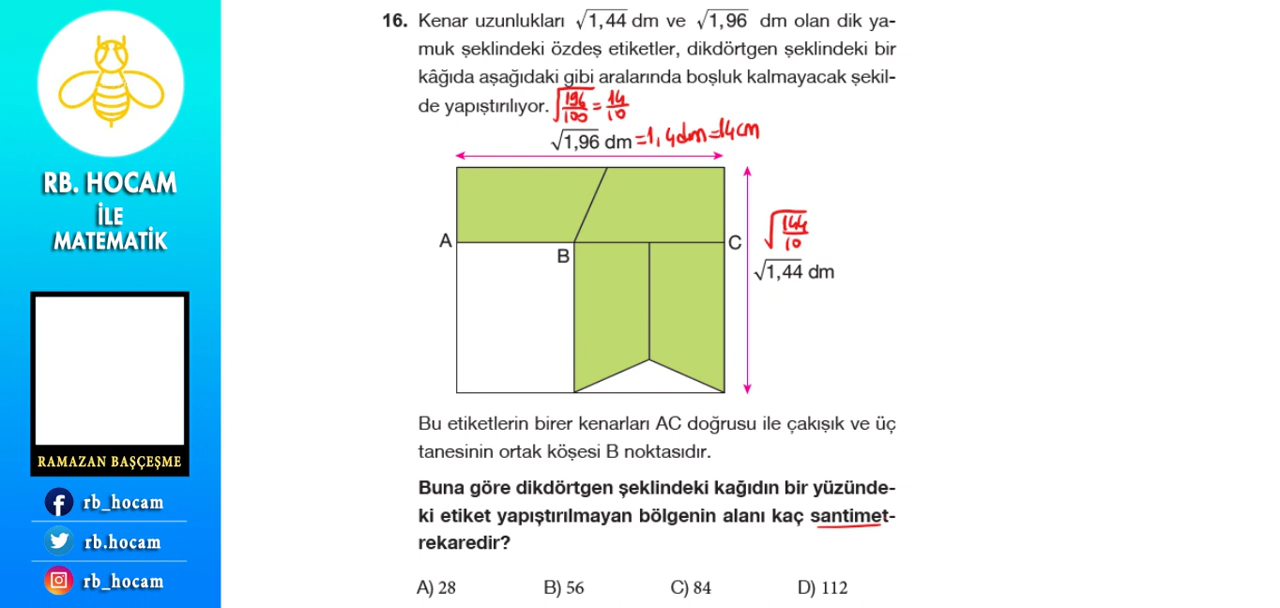 RB. HOCAM
İLE
MATEMATİK
RAMAZAN BAŞÇEŞME
rb_hocam
rb.hocam
rb_hocam
16. Kenar uzunlukları √1,44 dm ve √1,96 dm olan dik ya-
muk şeklindeki özdeş etiketler, dikdörtgen şeklindeki bir
kâğıda aşağıdaki gibi aralarında boşluk kalmayacak şekil-
de yapıştırılıyor. √196/100 = 14/10
√1,96 dm =1,4dm=14cm
A
B
C
√144/10
√1,44 dm
Bu etiketlerin birer kenarları AC doğrusu ile çakışık ve üç
tanesinin ortak köşesi B noktasıdır.
Buna göre dikdörtgen şeklindeki kağıdın bir yüzünde-
ki etiket yapıştırılmayan bölgenin alanı kaç santimet-
rekaredir?
A) 28 B) 56 C) 84 D) 112